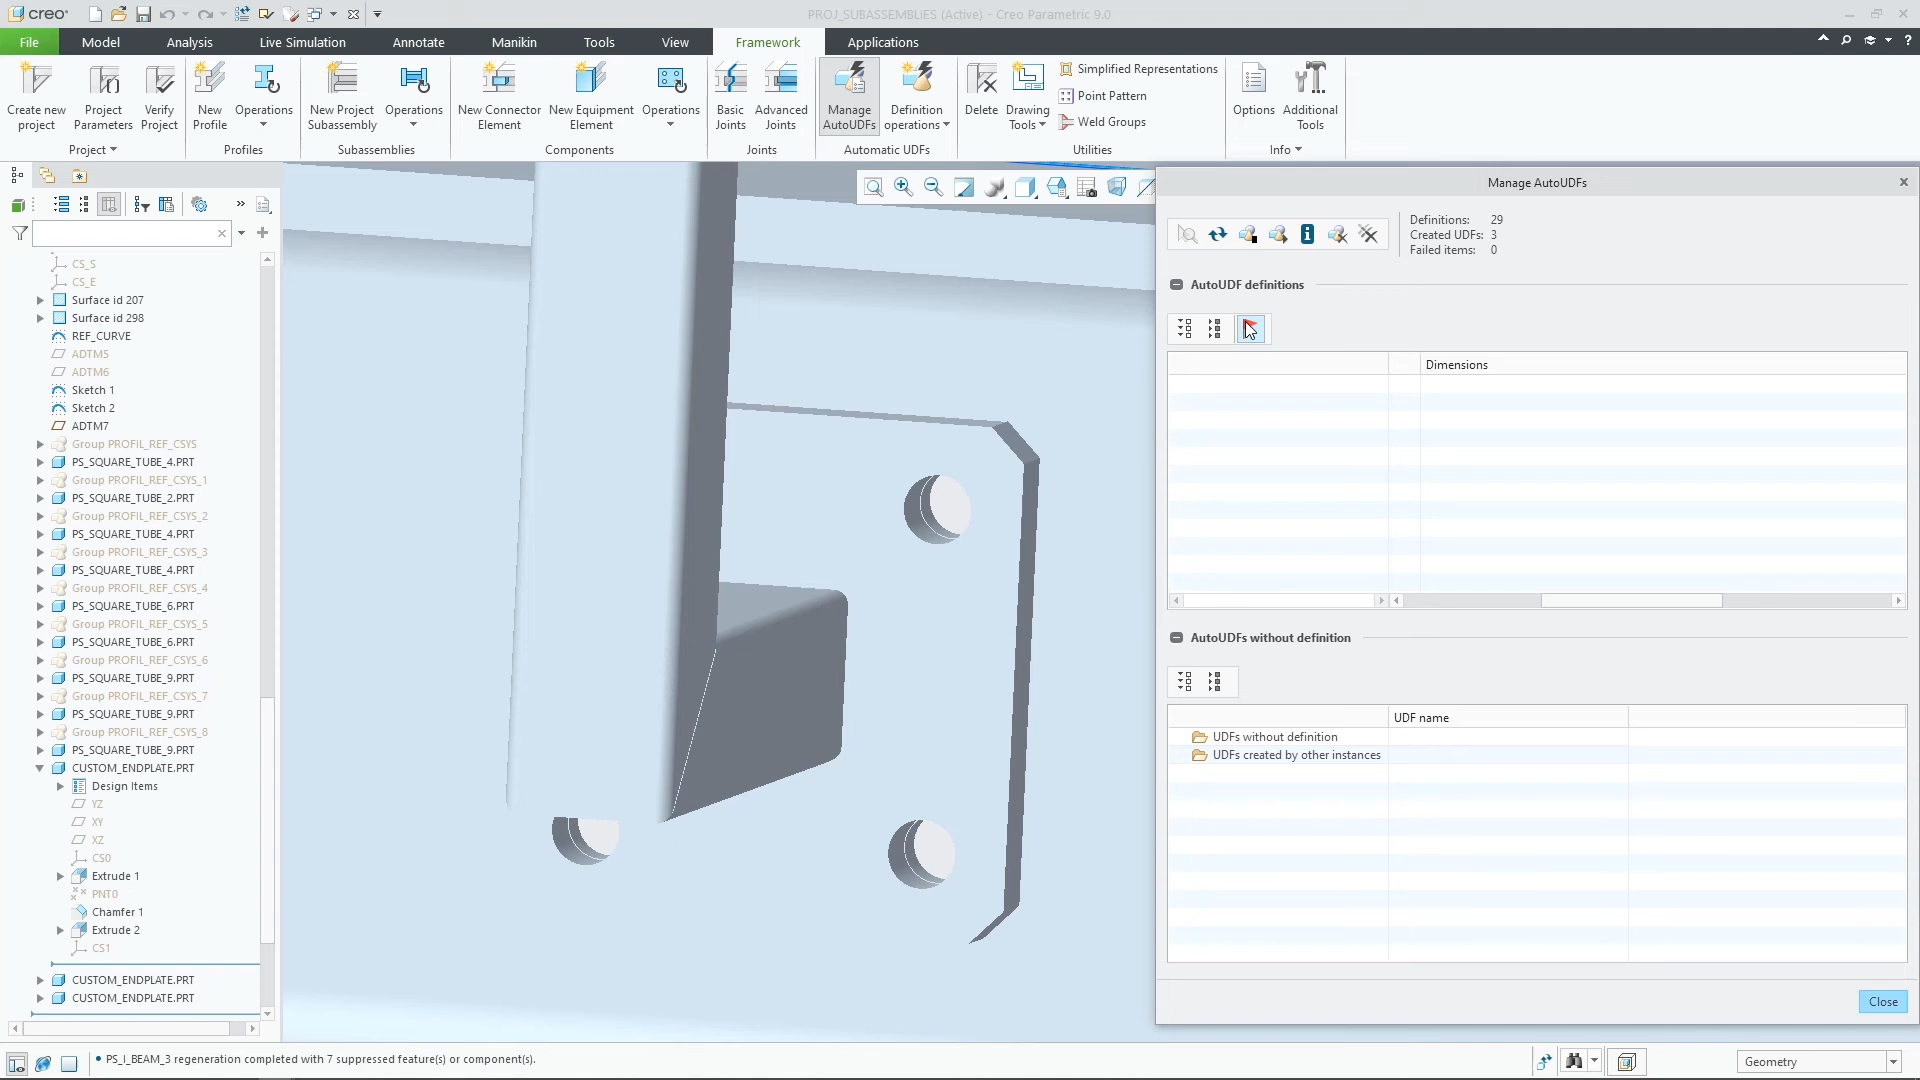 creo
PROJ_SUBASSEMBLIES (Active) - Creo Parametric 9.0
File
Model
Analysis
Live Simulation
Annotate
Manikin
Tools
View
Framework
Applications
Create new project
Project Parameters
Verify Project
New Profile
Operations
New Project Subassembly
Operations
New Connector Element
New Equipment Element
Operations
Basic Joints
Advanced Joints
Manage AutoUDFs
Definition operations
Delete
Drawing Tools
Simplified Representations
Point Pattern
Weld Groups
Options
Additional Tools
Project
Profiles
Subassemblies
Components
Joints
Automatic UDFs
Utilities
Info
CS_S
CS_E
Surface id 207
Surface id 298
REF_CURVE
ADTM5
ADTM6
Sketch 1
Sketch 2
ADTM7
Group PROFIL_REF_CSYS
PS_SQUARE_TUBE_4.PRT
Group PROFIL_REF_CSYS_1
PS_SQUARE_TUBE_2.PRT
Group PROFIL_REF_CSYS_2
PS_SQUARE_TUBE_4.PRT
Group PROFIL_REF_CSYS_3
PS_SQUARE_TUBE_4.PRT
Group PROFIL_REF_CSYS_4
PS_SQUARE_TUBE_6.PRT
Group PROFIL_REF_CSYS_5
PS_SQUARE_TUBE_6.PRT
Group PROFIL_REF_CSYS_6
PS_SQUARE_TUBE_9.PRT
Group PROFIL_REF_CSYS_7
PS_SQUARE_TUBE_9.PRT
Group PROFIL_REF_CSYS_8
PS_SQUARE_TUBE_9.PRT
CUSTOM_ENDPLATE.PRT
Design Items
YZ
XY
XZ
CS0
Extrude 1
PNT0
Chamfer 1
Extrude 2
CS1
CUSTOM_ENDPLATE.PRT
CUSTOM_ENDPLATE.PRT
Manage AutoUDFs
Definitions: 29
Created UDFs: 3
Failed items: 0
AutoUDF definitions
Dimensions
AutoUDFs without definition
UDF name
UDFs without definition
UDFs created by other instances
Close
PS_I_BEAM_3 regeneration completed with 7 suppressed feature(s) or component(s).
Geometry